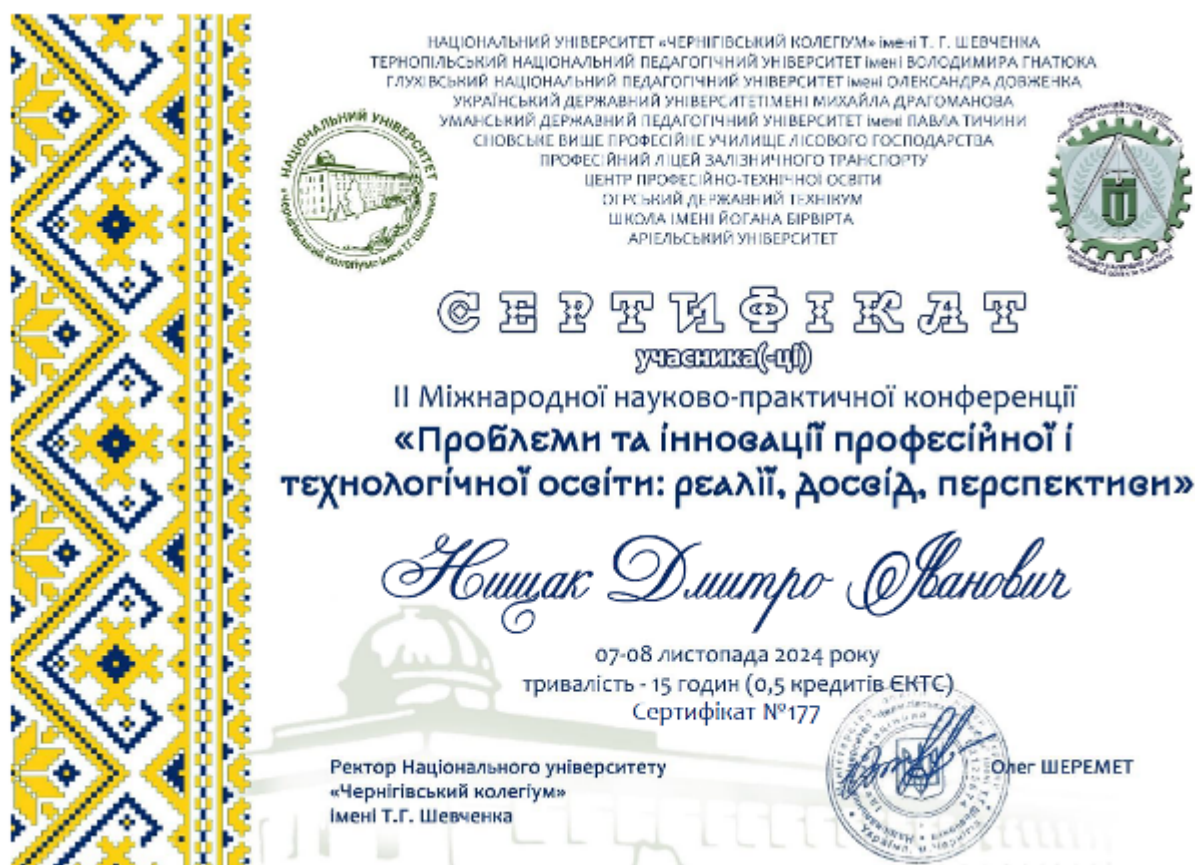 НАЦІОНАЛЬНИЙ УНІВЕРСИТЕТ «ЧЕРНІГІВСЬКИЙ КОЛЕГІУМ» імені Т. Г. ШЕВЧЕНКА
ТЕРНОПІЛЬСЬКИЙ НАЦІОНАЛЬНИЙ ПЕДАГОГІЧНИЙ УНІВЕРСИТЕТ імені ВОЛОДИМИРА ГНАТЮКА
ГЛУХІВСЬКИЙ НАЦІОНАЛЬНИЙ ПЕДАГОГІЧНИЙ УНІВЕРСИТЕТ імені ОЛЕКСАНДРА ДОВЖЕНКА
УКРАЇНСЬКИЙ ДЕРЖАВНИЙ УНІВЕРСИТЕТІМЕНІ МИХАЙЛА ДРАГОМАНОВА
УМАНСЬКИЙ ДЕРЖАВНИЙ ПЕДАГОГІЧНИЙ УНІВЕРСИТЕТ імені ПАВЛА ТИЧИНИ
СНОВСЬКЕ ВИЩЕ ПРОФЕСІЙНЕ УЧИЛИЩЕ ЛІСОВОГО ГОСПОДАРСТВА
ПРОФЕСІЙНИЙ ЛІЦЕЙ ЗАЛІЗНИЧНОГО ТРАНСПОРТУ
ЦЕНТР ПРОФЕСІЙНО-ТЕХНІЧНОЇ ОСВІТИ
ОГРСЬКИЙ ДЕРЖАВНИЙ ТЕХНІКУМ
ШКОЛА ІМЕНІ ЙОГАНА БІРВІРТА
АРІЕЛЬСЬКИЙ УНІВЕРСИТЕТ
НАЦІОНАЛЬНИЙ УНІВЕРСИТЕТ
«Чернігівський колегіум» імені Т.Г. Шевченка
СЕРТИФІКАТ
учасника(-ці)
ІІ Міжнародної науково-практичної конференції
«Проблеми та інновації професійної і
технологічної освіти: реалії, досвід, перспективи»
Нищак Дмитро Іванович
07-08 листопада 2024 року
тривалість - 15 годин (0,5 кредитів ЄКТС)
Сертифікат №177
Ректор Національного університету
«Чернігівський колегіум»
імені Т.Г. Шевченка
Олег ШЕРЕМЕТ